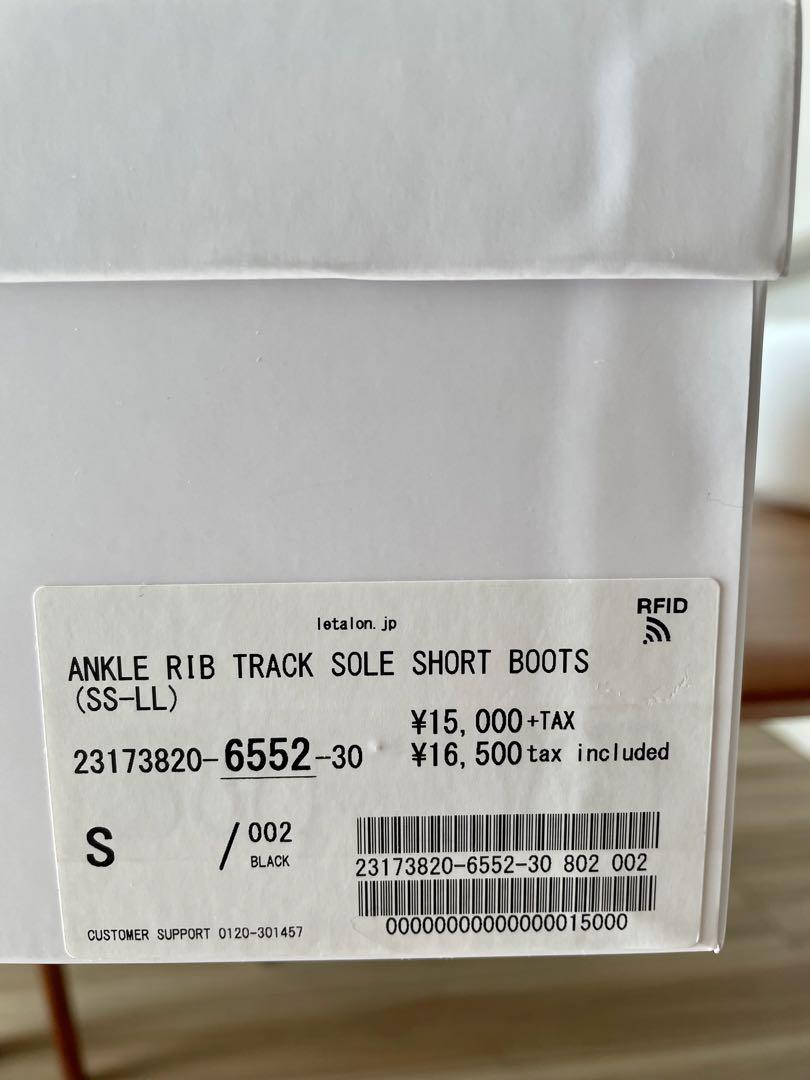 RFID
letalon.jp
ANKLE RIB TRACK SOLE SHORT BOOTS
(SS-LL)
¥15,000+TAX
23173820-6552-30
¥16,500 tax included
S / 002
BLACK
23173820-6552-30 802 002
00000000000000015000
CUSTOMER SUPPORT 0120-301457